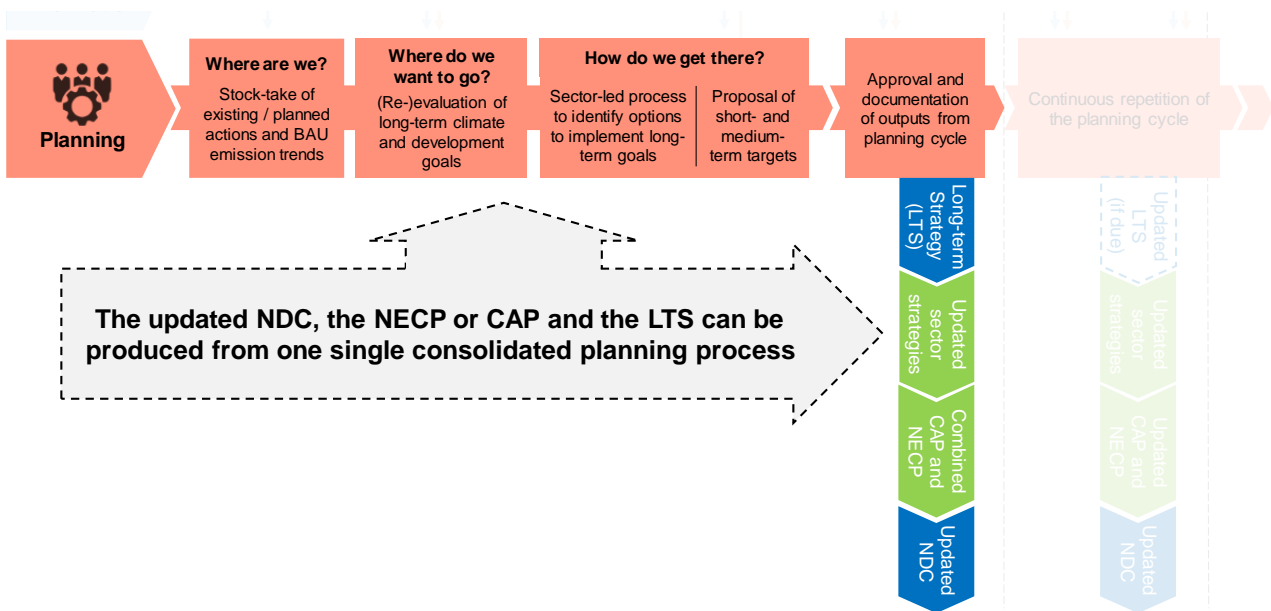 Planning
Where are we?
Stock-take of
existing / planned
actions and BAU
emission trends
Where do we
want to go?
(Re-)evaluation of
long-term climate
and development
goals
How do we get there?
Sector-led process
to identify options
to implement long-
term goals
Proposal of
short- and
medium-
term targets
Approval and
documentation
of outputs from
planning cycle
Continuous repetition of
the planning cycle
The updated NDC, the NECP or CAP and the LTS can be
produced from one single consolidated planning process
Long-term
Strategy
(LTS)
Updated
sector
strategies
Combined
CAP and
NECP
Updated
NDC
Updated
LTS
(if due)
Updated
sector
strategies
Updated
CAP and
NECP
Updated
NDC